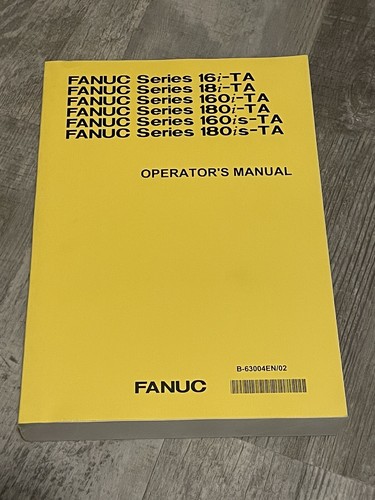 FANUC Series 16i-TA
FANUC Series 18i-TA
FANUC Series 160i-TA
FANUC Series 180i-TA
FANUC Series 160is-TA
FANUC Series 180is-TA
OPERATOR'S MANUAL
B-63004EN/02
FANUC